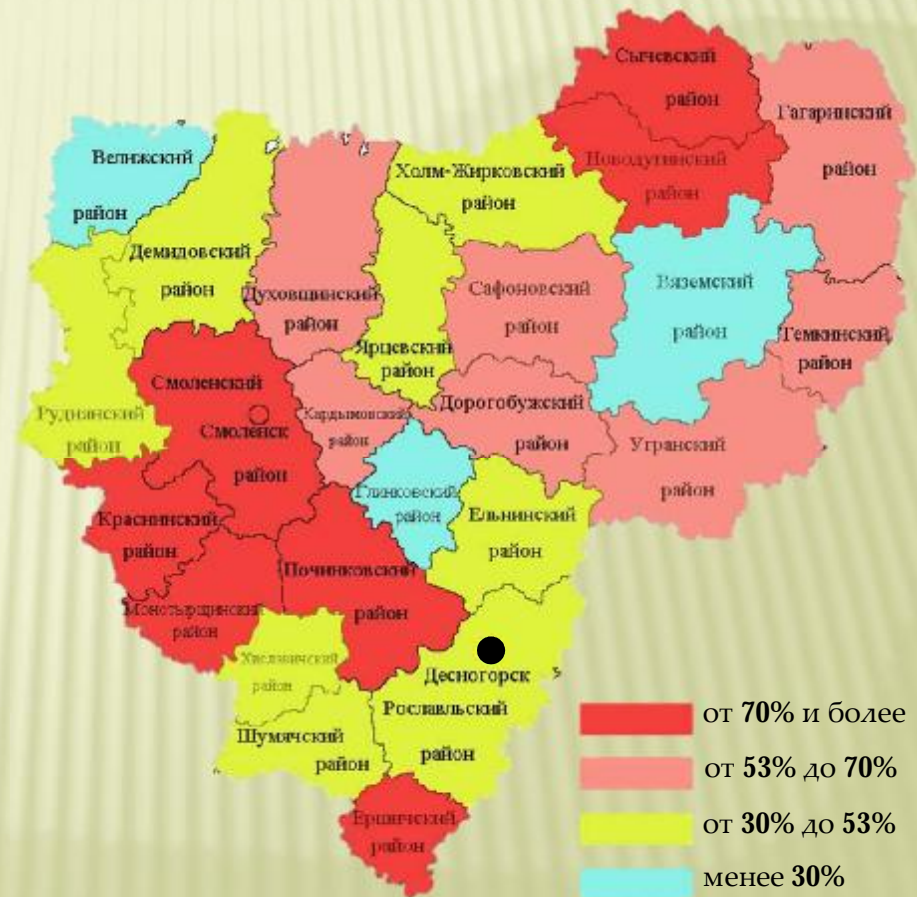 Сычевский
район
Гагаринский
район
Новодугинский
район
Велижский
район
Холм-Жирковский
район
Демидовский
район
Духовщинский
район
Сафоновский
район
Вяземский
район
Темкинский
район
Ярцевский
район
Смоленский
Смоленск
район
Руднянский
район
Кардымовский
район
Дорогобужский
район
Угранский
район
Глинковский
район
Ельнинский
район
Краснинский
район
Починковский
район
Монотырщинский
район
Хиславичский
район
Десногорск
Рославльский
район
Шумячский
район
Ершичский
район
от 70% и более
от 53% до 70%
от 30% до 53%
менее 30%